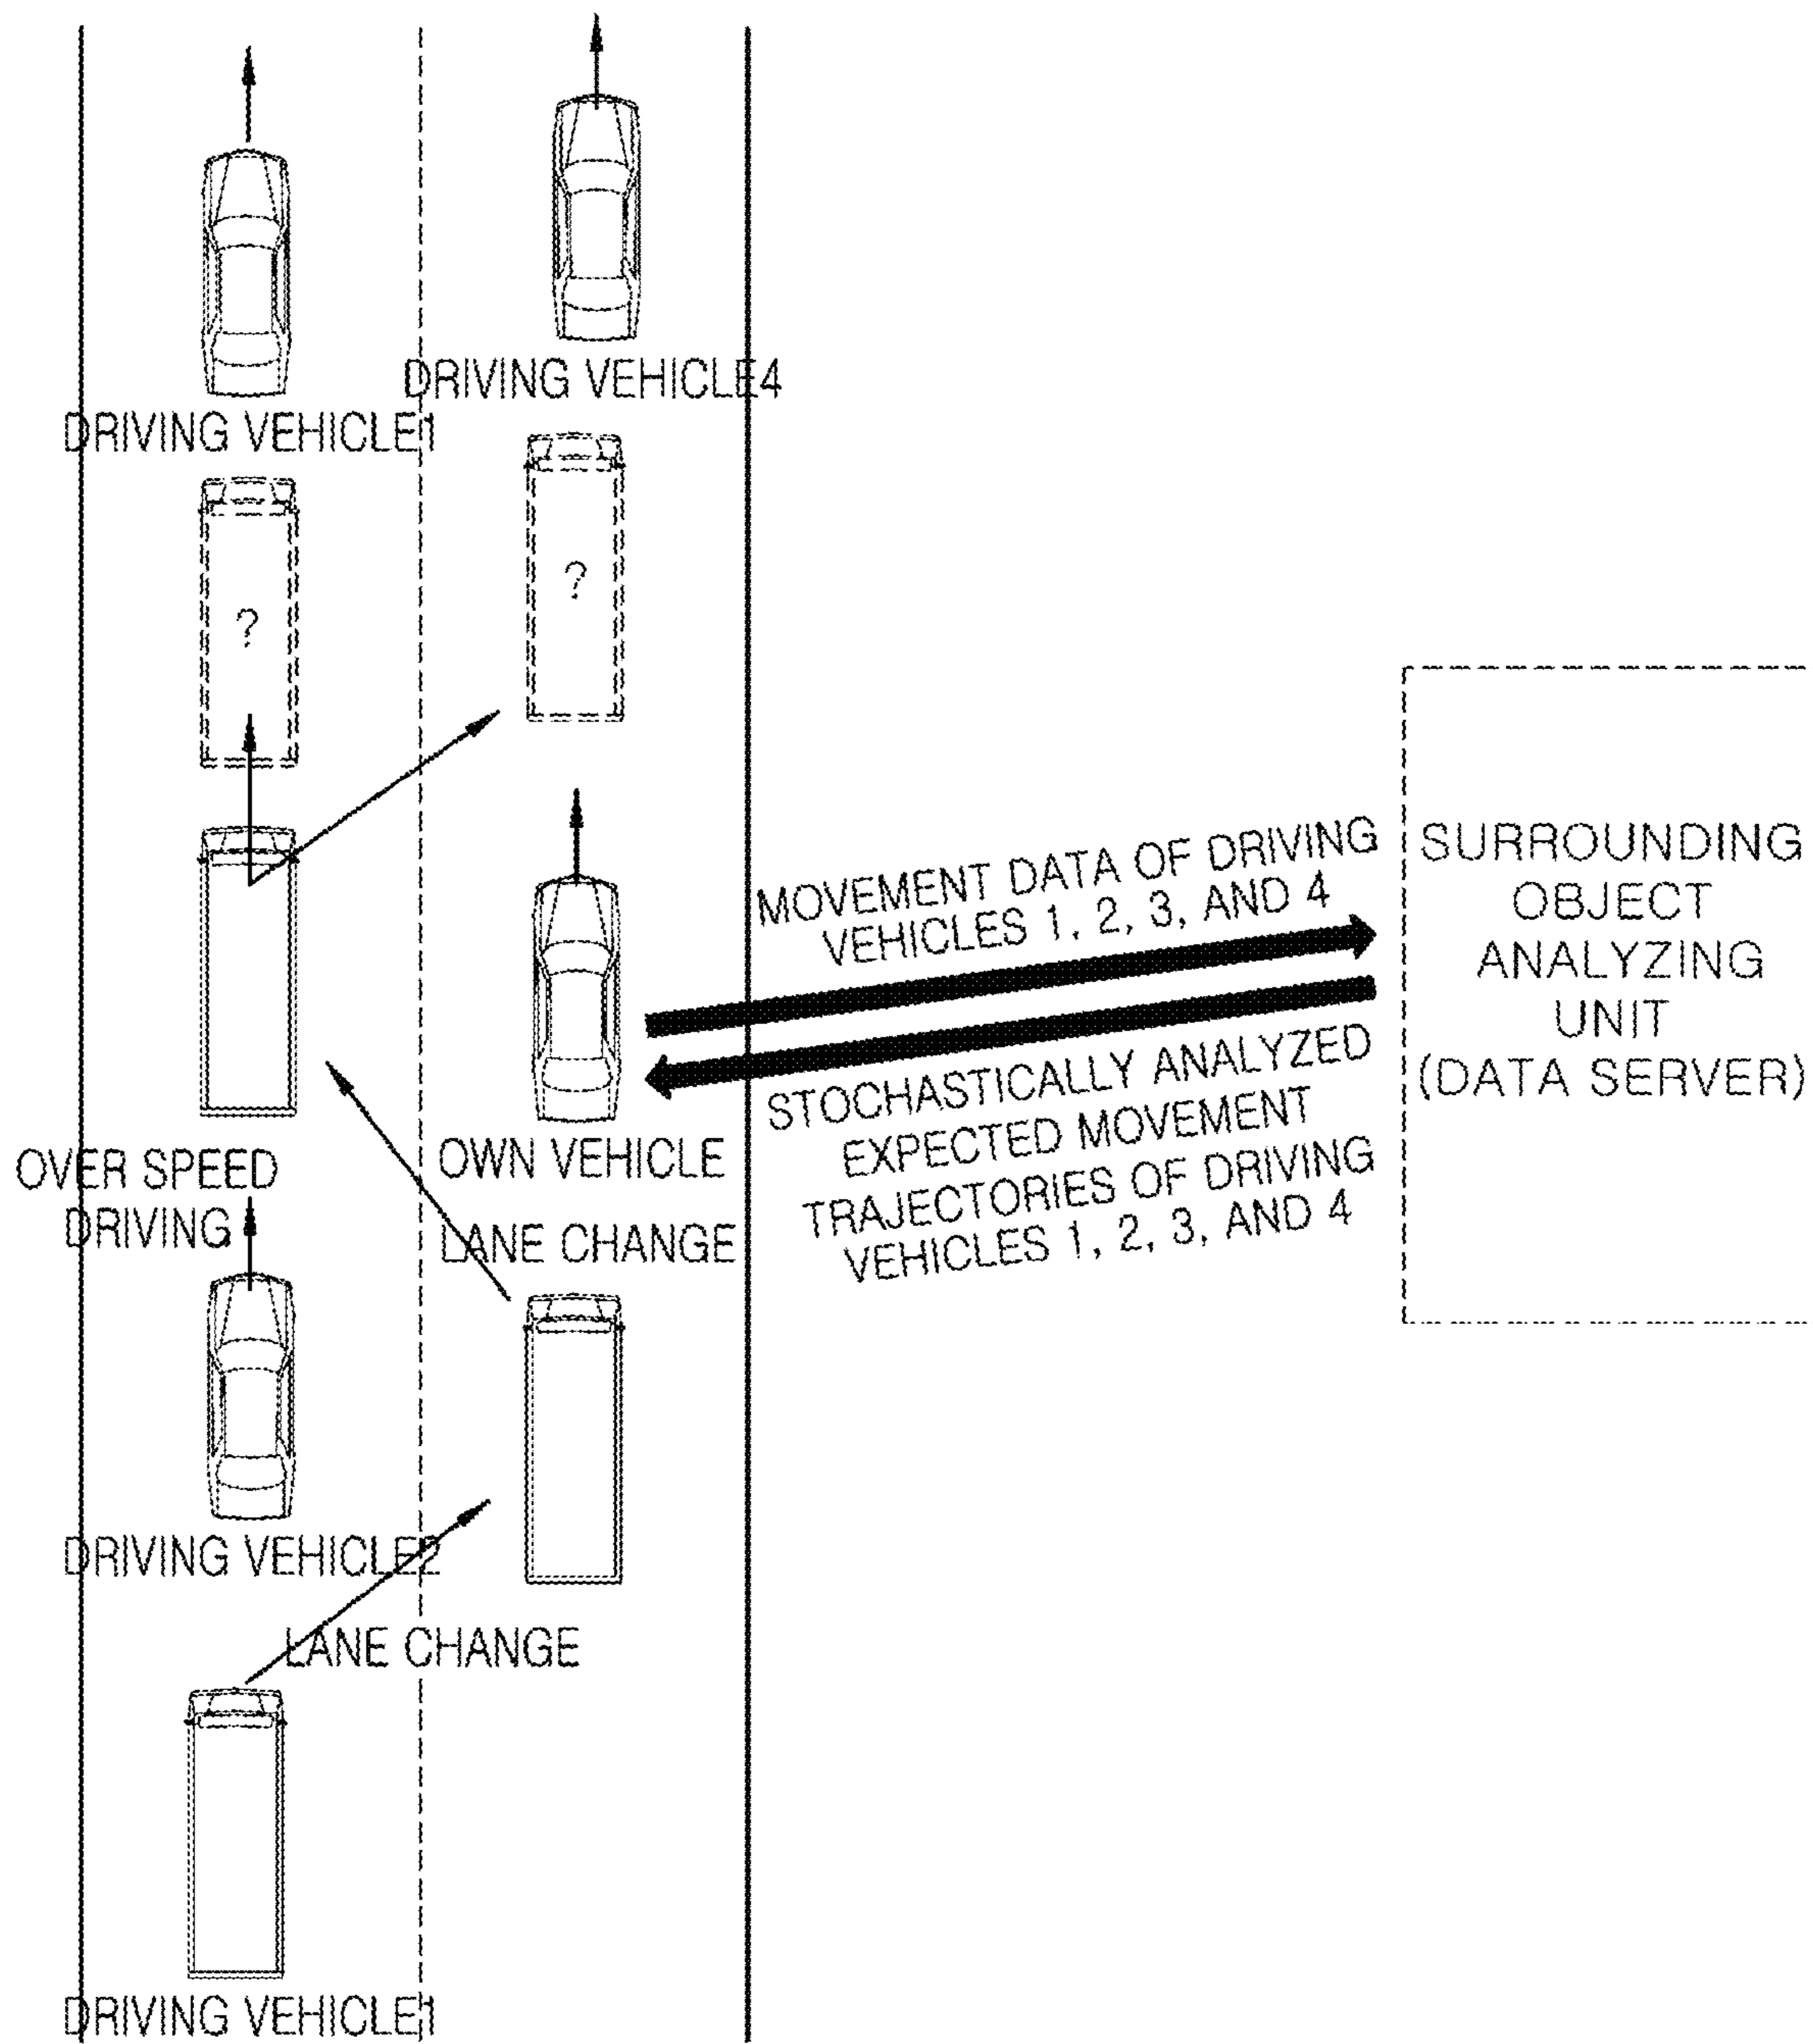 DRIVING VEHICLE4
DRIVING VEHICLE1
?
?
MOVEMENT DATA OF DRIVING
VEHICLES 1, 2, 3, AND 4
SURROUNDING
OBJECT
ANALYZING
UNIT
(DATA SERVER)
STOCHASTICALLY ANALYZED
EXPECTED MOVEMENT
TRAJECTORIES OF DRIVING
VEHICLES 1, 2, 3, AND 4
OWN VEHICLE
OVER SPEED
DRIVING
LANE CHANGE
DRIVING VEHICLE2
LANE CHANGE
DRIVING VEHICLE1